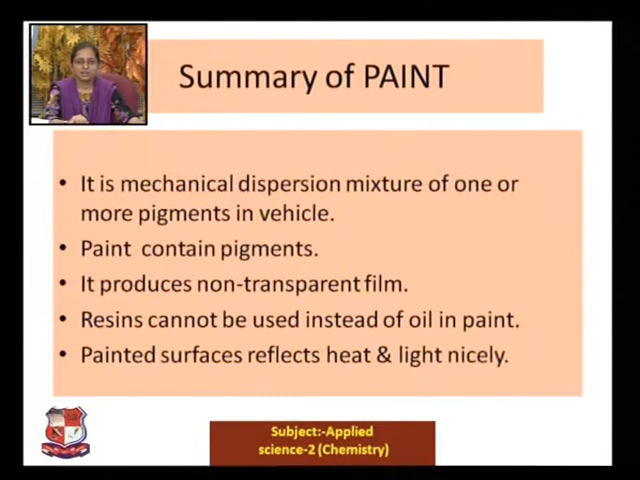 Summary of PAINT
• It is mechanical dispersion mixture of one or
more pigments in vehicle.
• Paint contain pigments.
• It produces non-transparent film.
• Resins cannot be used instead of oil in paint.
• Painted surfaces reflects heat & light nicely.
Subject:-Applied
science-2 (Chemistry)